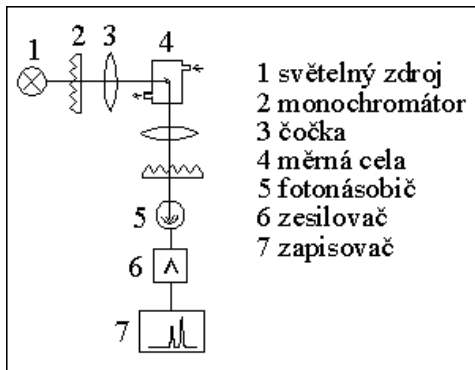 1 2 3 4
5
6
7
1 světelný zdroj
2 monochromátor
3 čočka
4 měrná cela
5 fotonásobič
6 zesilovač
7 zapisovač